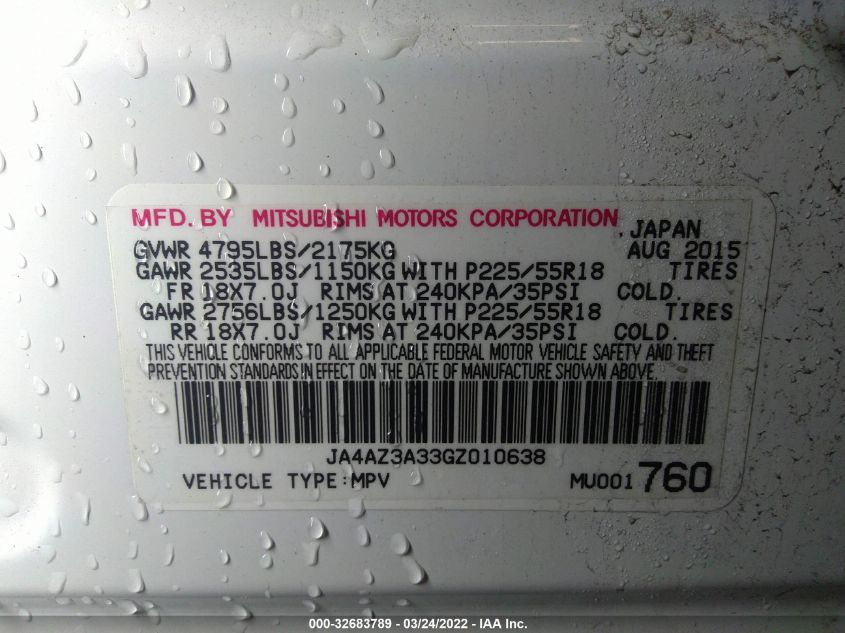 MFD. BY MITSUBISHI MOTORS CORPORATION, JAPAN
GVWR 4795LBS/2175KG AUG 2015
GAWR 2535LBS/1150KG WITH P225/55R18 TIRES
FR 18X7.0J RIMS AT 240KPA/35PSI COLD.
GAWR 2756LBS/1250KG WITH P225/55R18 TIRES
RR 18X7.0J RIMS AT 240KPA/35PSI COLD.
THIS VEHICLE CONFORMS TO ALL APPLICABLE FEDERAL MOTOR VEHICLE SAFETY AND THEFT
PREVENTION STANDARDS IN EFFECT ON THE DATE OF MANUFACTURE SHOWN ABOVE.
JA4AZ3A33GZ010638
VEHICLE TYPE:MPV MU001760
000-32683789 - 03/24/2022 - IAA Inc.